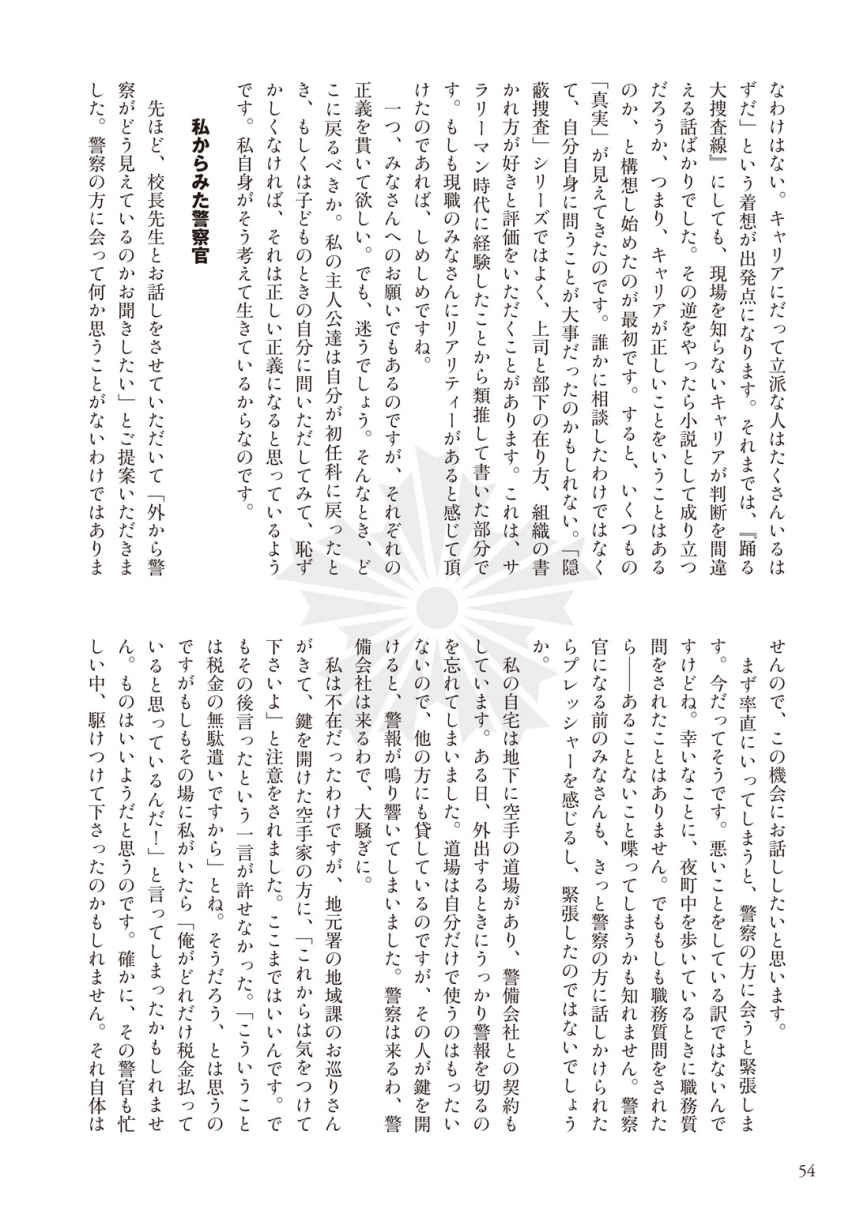 なわけはない。キャリアにだって立派な人はたくさんいるは
ずだ」という着想が出発点になります。それまでは、『踊る
大捜査線』にしても、現場を知らないキャリアが判断を間違
える話ばかりでした。その逆をやったら小説として成り立つ
だろうか、つまり、キャリアが正しいことをいうことはある
のか、と構想し始めたのが最初です。すると、いくつもの
「真実」が見えてきたのです。誰かに相談したわけではなく
て、自分自身に問うことが大事だったのかもしれない。「隠
蔽捜査」シリーズではよく、上司と部下の在り方、組織の書
かれ方が好きと評価をいただくことがあります。これは、サ
ラリーマン時代に経験したことから類推して書いた部分で
す。もしも現職のみなさんにリアリティーがあると感じて頂
けたのであれば、しめしめですね。
一つ、みなさんへのお願いでもあるのですが、それぞれの
正義を貫いて欲しい。でも、迷うでしょう。そんなとき、ど
こに戻るべきか。私の主人公達は自分が初任科に戻ったと
き、もしくは子どものときの自分に問いただしてみて、恥ず
かしくなければ、それは正しい正義になると思っているよう
です。私自身がそう考えて生きているからなのです。
私からみた警察官
先ほど、校長先生とお話しをさせていただいて「外から警
察がどう見えているのかお聞きしたい」とご提案いただきま
した。警察の方に会って何か思うことがないわけではありま
せんので、この機会にお話ししたいと思います。
まず率直にいってしまうと、警察の方に会うと緊張しま
す。今だってそうです。悪いことをしている訳ではないんで
すけどね。幸いなことに、夜町中を歩いているときに職務質
問をされたことはありません。でももしも職務質問をされた
ら――あることないこと喋ってしまうかも知れません。警察
官になる前のみなさんも、きっと警察の方に話しかけられた
らプレッシャーを感じるし、緊張したのではないでしょう
か。
私の自宅は地下に空手の道場があり、警備会社との契約も
しています。ある日、外出するときにうっかり警報を切るの
を忘れてしまいました。道場は自分だけで使うのはもったい
ないので、他の方にも貸しているのですが、その人が鍵を開
けると、警報が鳴り響いてしまいました。警察は来るわ、警
備会社は来るわで、大騒ぎに。
私は不在だったわけですが、地元署の地域課のお巡りさん
がきて、鍵を開けた空手家の方に、「これからは気をつけて
下さいよ」と注意をされました。ここまではいいんです。で
もその後言ったという一言が許せなかった。「こういうこと
は税金の無駄遣いですから」とね。そうだろう、とは思うの
ですがもしもその場に私がいたら「俺がどれだけ税金払って
いると思っているんだ！」と言ってしまったかもしれませ
ん。ものはいいようだと思うのです。確かに、その警官も忙
しい中、駆けつけて下さったのかもしれません。それ自体は
54